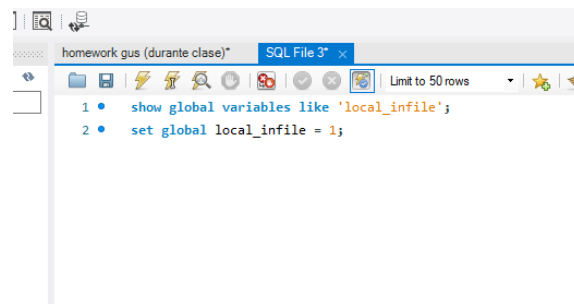 homework gus (durante clase)* SQL File 3* ×
Limit to 50 rows
1 show global variables like 'local_infile';
2 set global local_infile = 1;